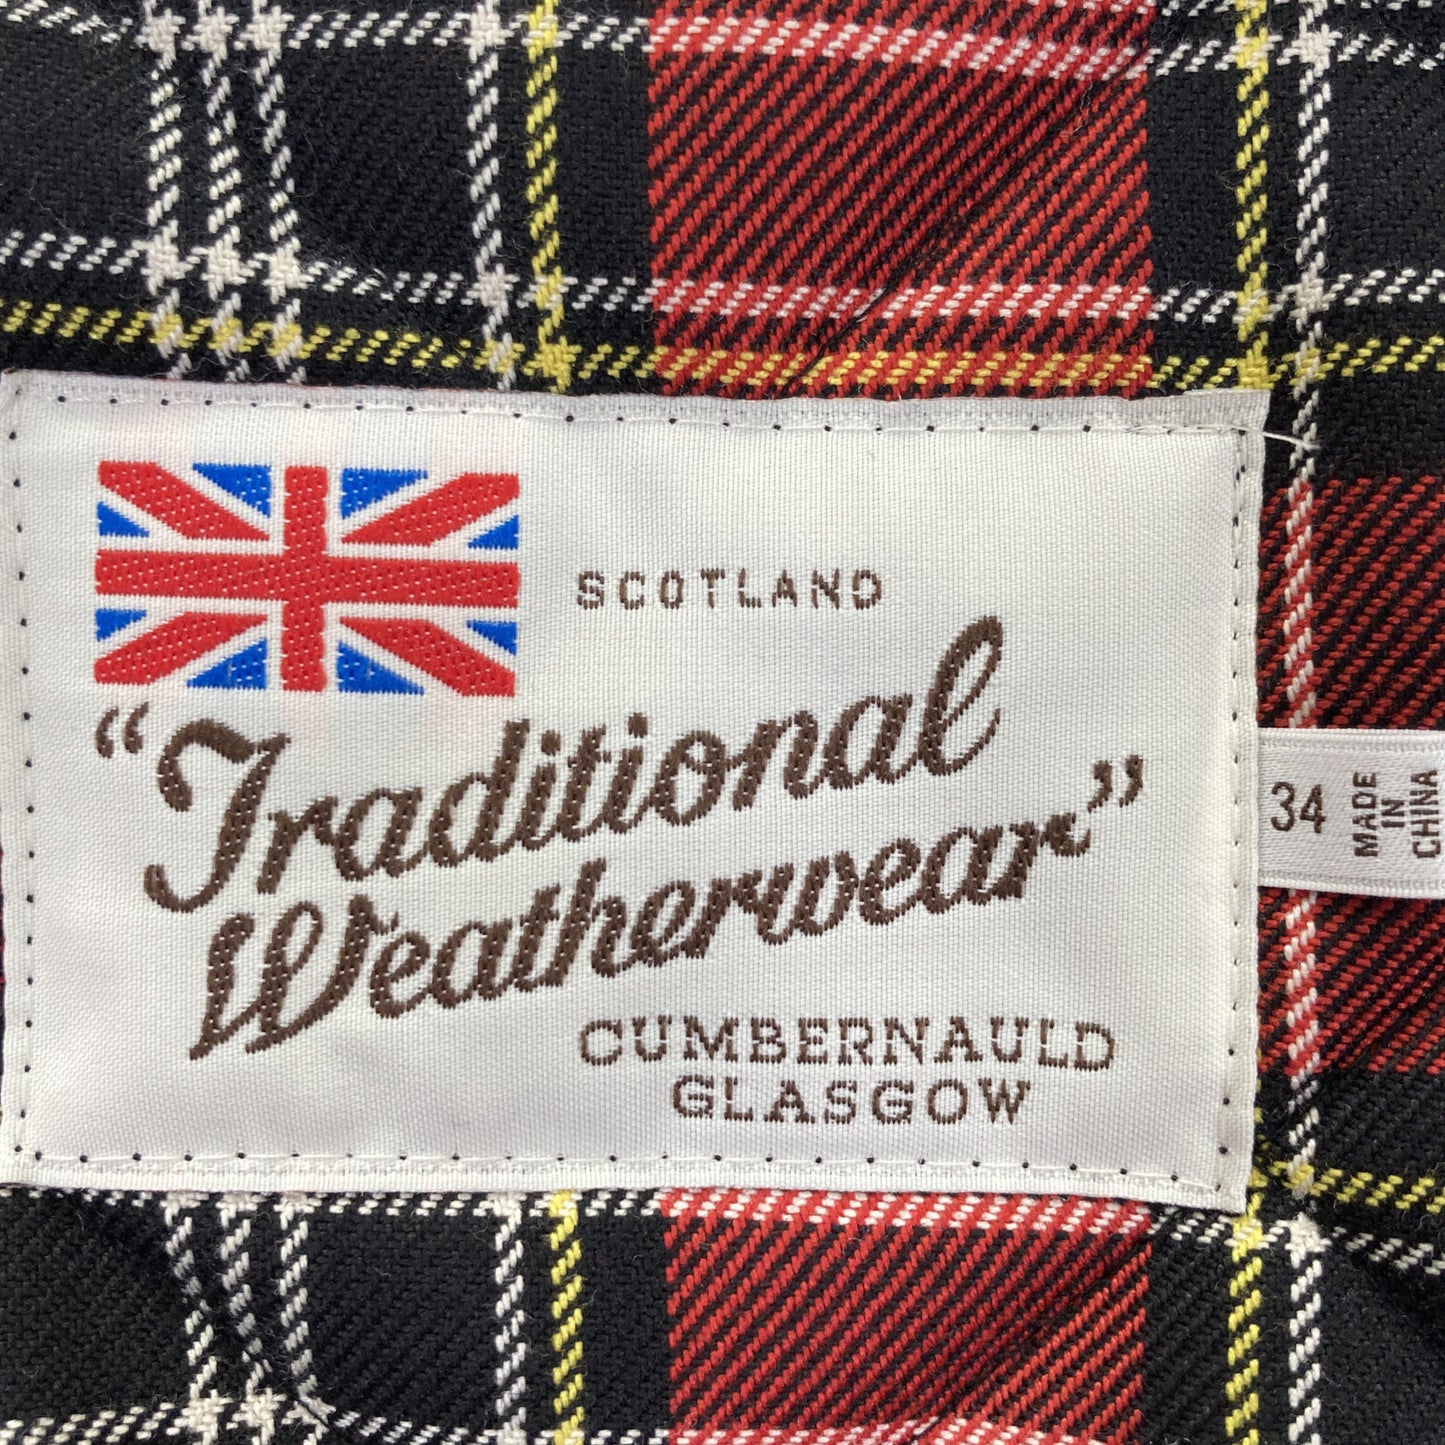 SCOTLAND
“Traditional
Weatherwear”
CUMBERNAULD
GLASGOW
34
MADE
IN
CHINA